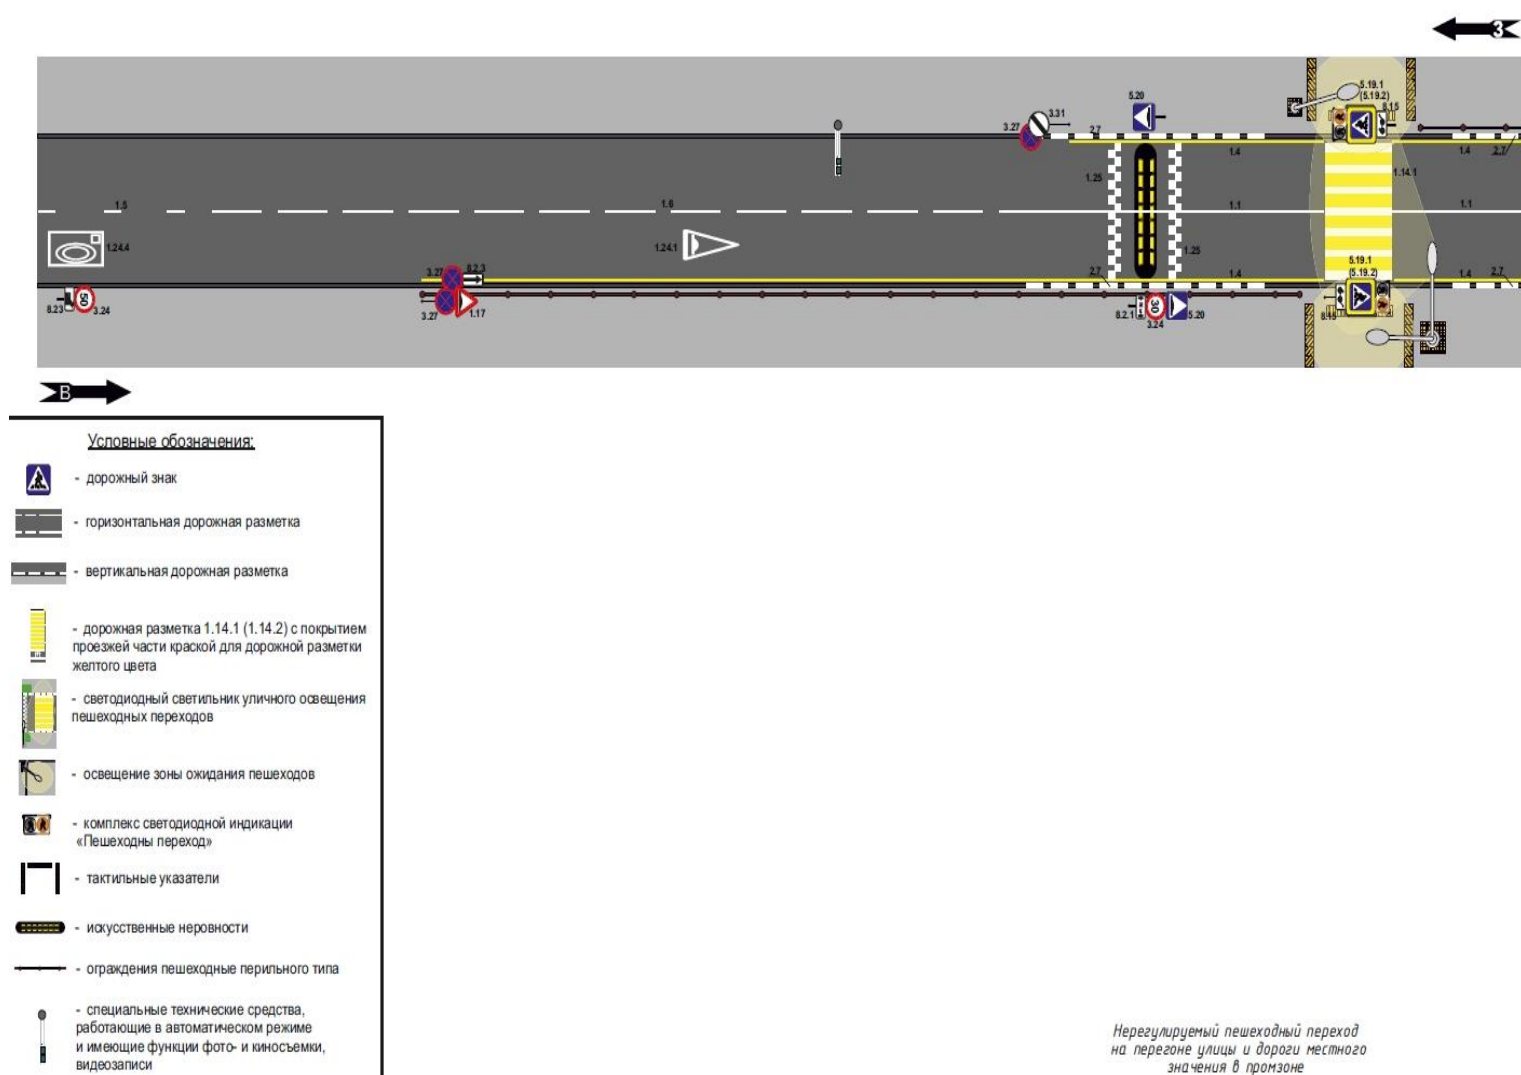 З
5.19.1
(5.19.2)
8.15
5.20
3.31
3.27
2.7
1.4
1.4
2.7
1.25
1.14.1
1.5
1.6
1.1
1.1
1.24.4
1.24.1
1.25
5.19.1
(5.19.2)
3.27
8.2.3
2.7
1.4
1.4
2.7
8.23
50
3.24
3.27
1.17
8.2.1
30
3.24
5.20
8.15
В
Условные обозначения:
- дорожный знак
- горизонтальная дорожная разметка
- вертикальная дорожная разметка
- дорожная разметка 1.14.1 (1.14.2) с покрытием
проезжей части краской для дорожной разметки
желтого цвета
- светодиодный светильник уличного освещения
пешеходных переходов
- освещение зоны ожидания пешеходов
- комплекс светодиодной индикации
«Пешеходны переход»
- тактильные указатели
- искусственные неровности
- ограждения пешеходные перильного типа
- специальные технические средства,
работающие в автоматическом режиме
и имеющие функции фото- и киносъемки,
видеозаписи
Нерегулируемый пешеходный переход
на перегоне улицы и дороги местного
значения в промзоне